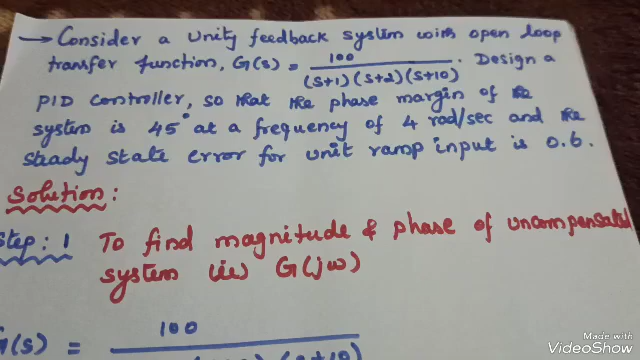 → Consider a unity feedback system with open loop
transfer function, G(s) = 100 / (s+1)(s+2)(s+10). Design a
PID controller, so that the phase margin of the
system is 45° at a frequency of 4 rad/sec and the
steady state error for unit ramp input is 0.6.
Solution:
Step: 1 To find magnitude & phase of uncompensated
system (ie) G(jω)
G(s) = 100
(s+10)
Made with
VideoShow